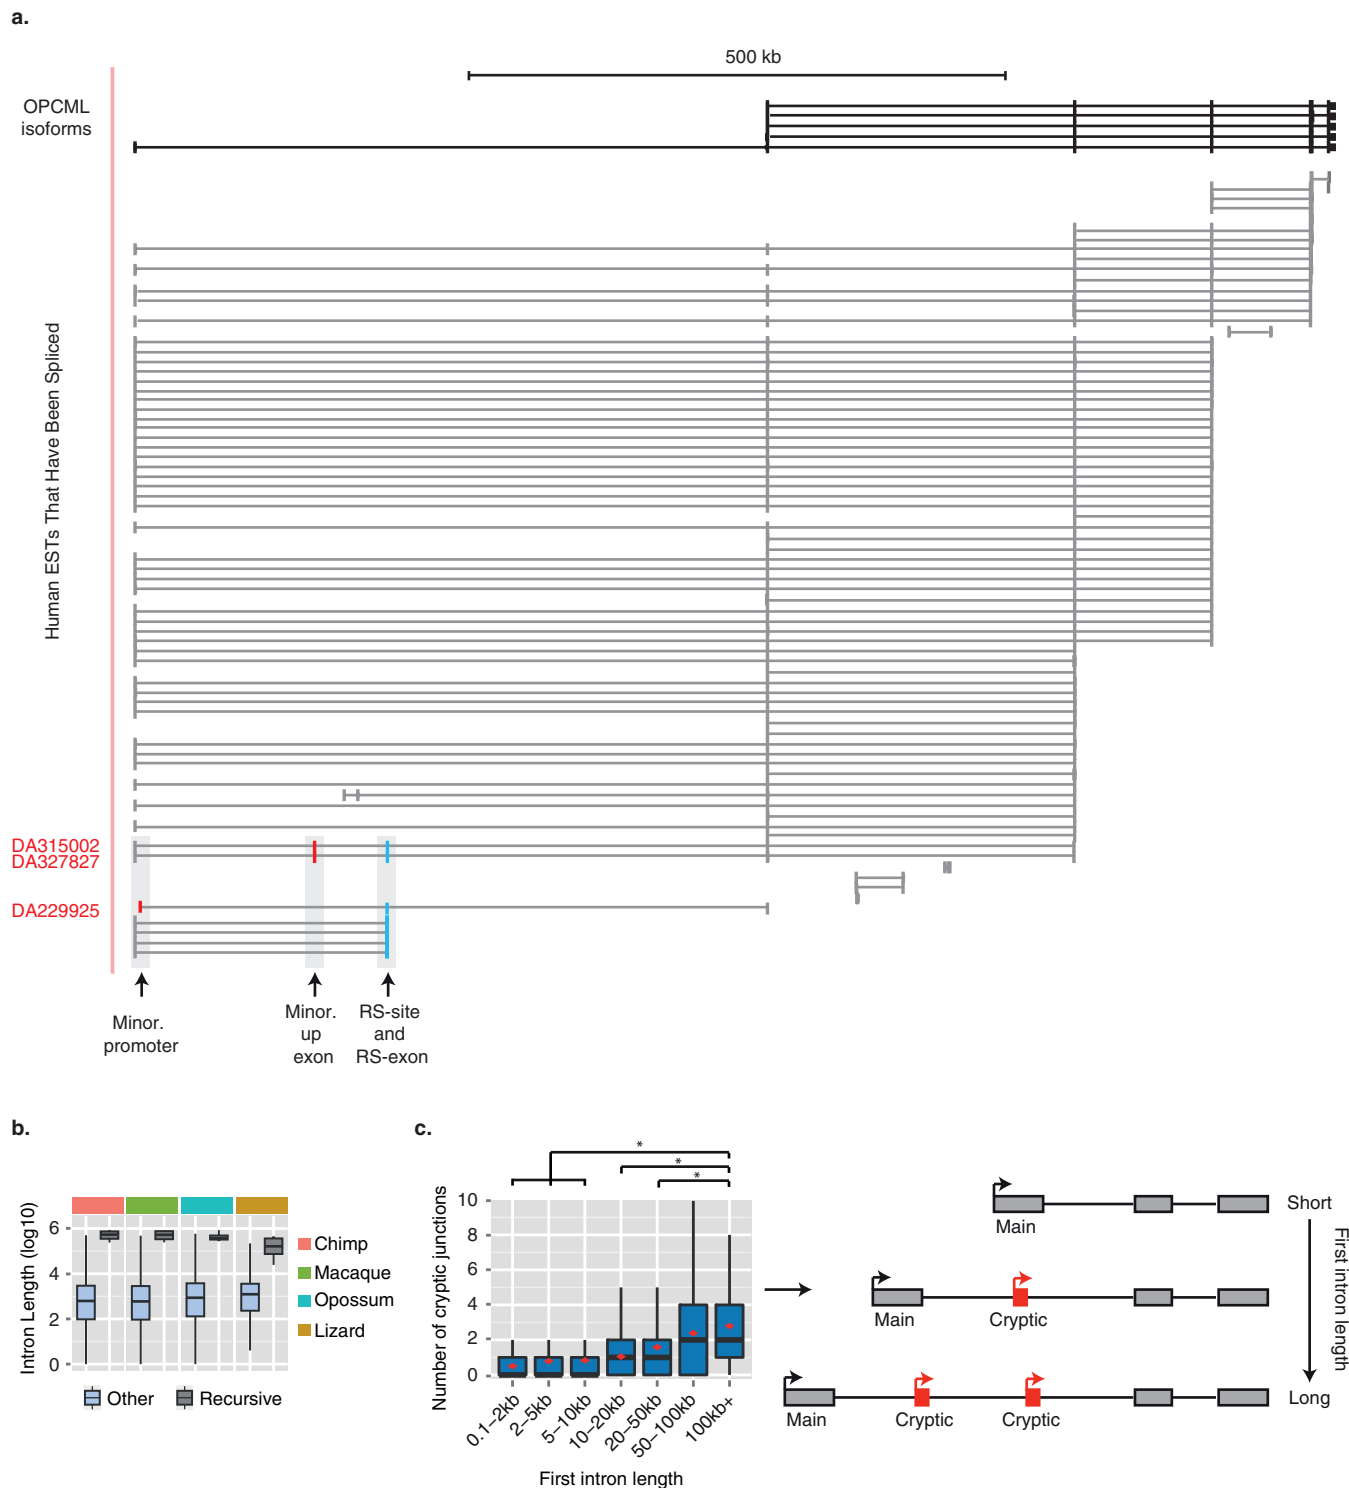 a.
500 kb
OPCML
isoforms
Human ESTs That Have Been Spliced
DA315002
DA327827
DA229925
Minor.
promoter
Minor.
up
exon
RS-site
and
RS-exon
b.
Intron Length (log10)
6
4
2
0
Chimp
Macaque
Opossum
Lizard
Other
Recursive
c.
*
*
*
Number of cryptic junctions
10
8
6
4
2
0
0.1–2kb
2–5kb
5–10kb
10–20kb
20–50kb
50–100kb
100kb+
First intron length
Main
Short
Main
Cryptic
First intron length
Main
Cryptic
Cryptic
Long